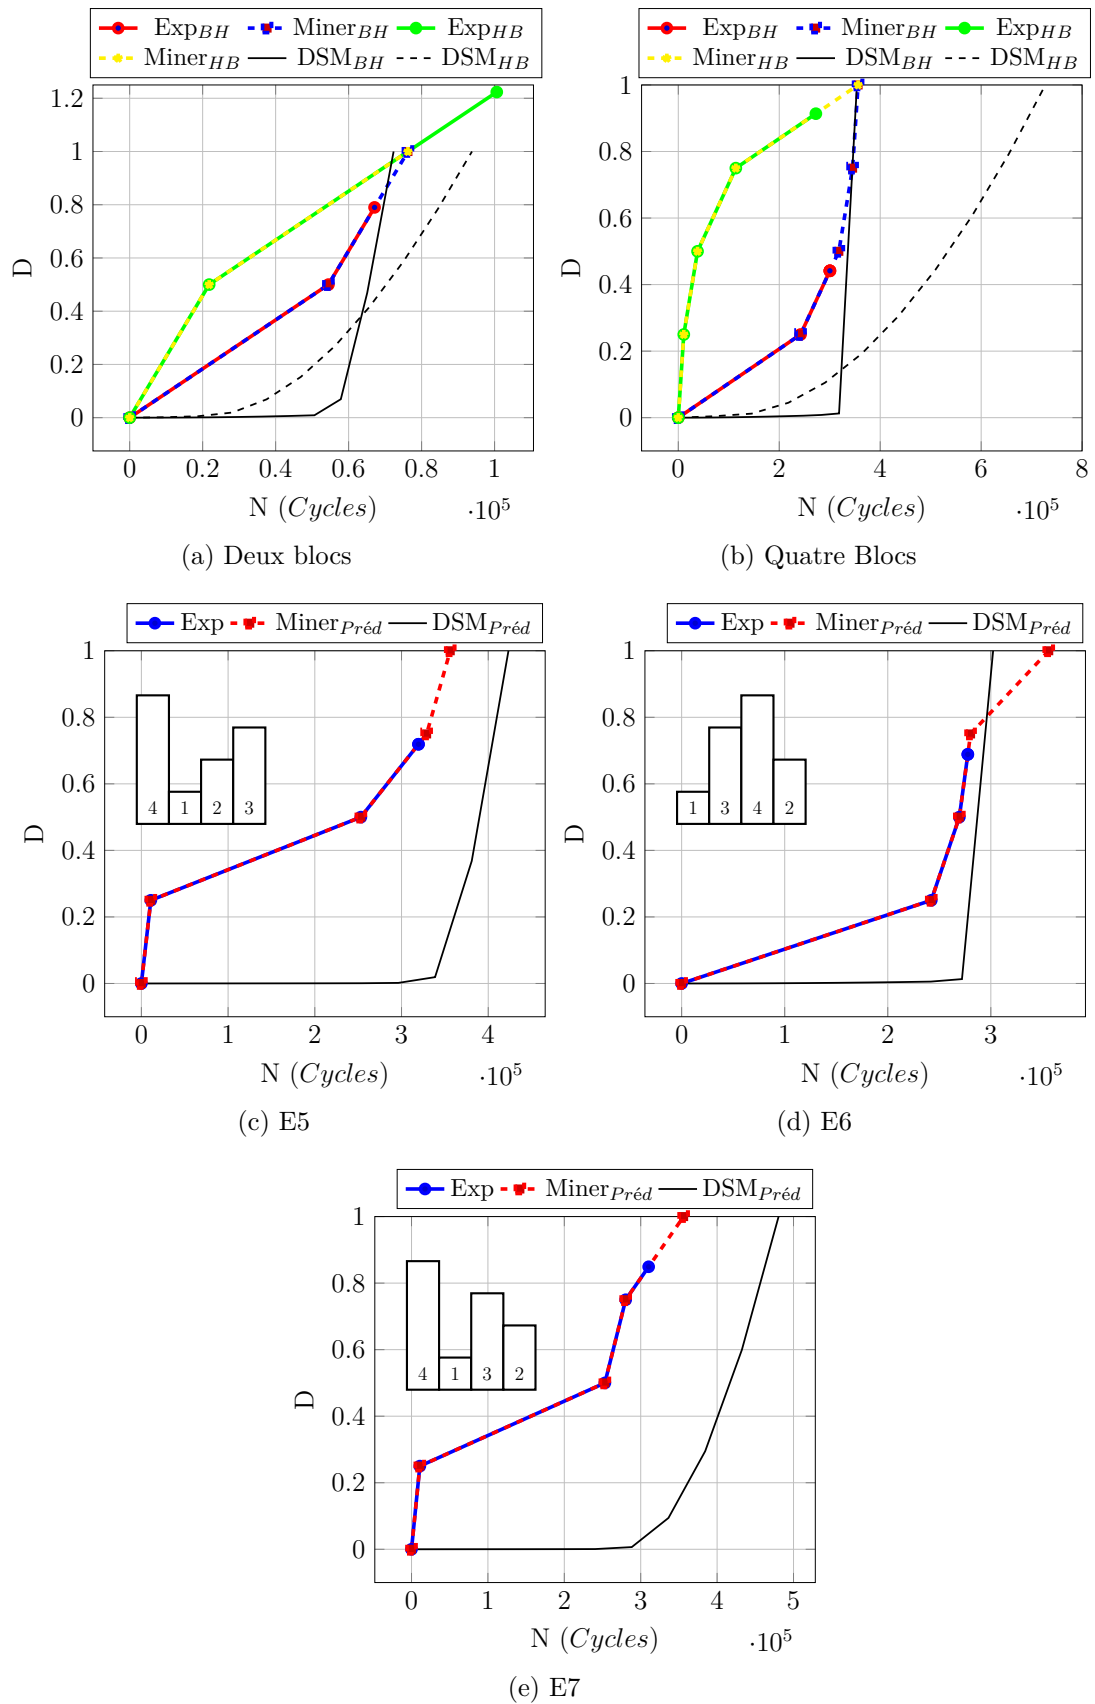 Exp_BH Miner_BH Exp_HB
Miner_HB DSM_BH DSM_HB
1.2
1
0.8
0.6
0.4
0.2
0
D
0 0.2 0.4 0.6 0.8 1
N (Cycles) ·10^5
(a) Deux blocs
Exp_BH Miner_BH Exp_HB
Miner_HB DSM_BH DSM_HB
1
0.8
0.6
0.4
0.2
0
D
0 2 4 6 8
N (Cycles) ·10^5
(b) Quatre Blocs
Exp Miner_Préd DSM_Préd
1
0.8
0.6
0.4
0.2
0
D
4 1 2 3
0 1 2 3 4
N (Cycles) ·10^5
(c) E5
Exp Miner_Préd DSM_Préd
1
0.8
0.6
0.4
0.2
0
D
1 3 4 2
0 1 2 3
N (Cycles) ·10^5
(d) E6
Exp Miner_Préd DSM_Préd
1
0.8
0.6
0.4
0.2
0
D
4 1 3 2
0 1 2 3 4 5
N (Cycles) ·10^5
(e) E7